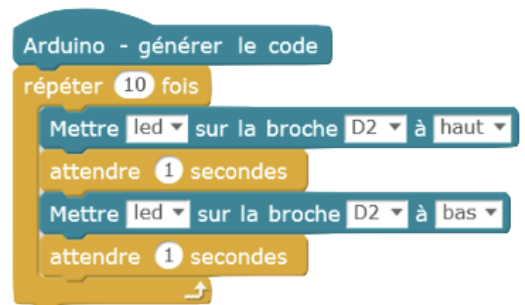 Arduino - générer le code
répéter 10 fois
Mettre led sur la broche D2 à haut
attendre 1 secondes
Mettre led sur la broche D2 à bas
attendre 1 secondes